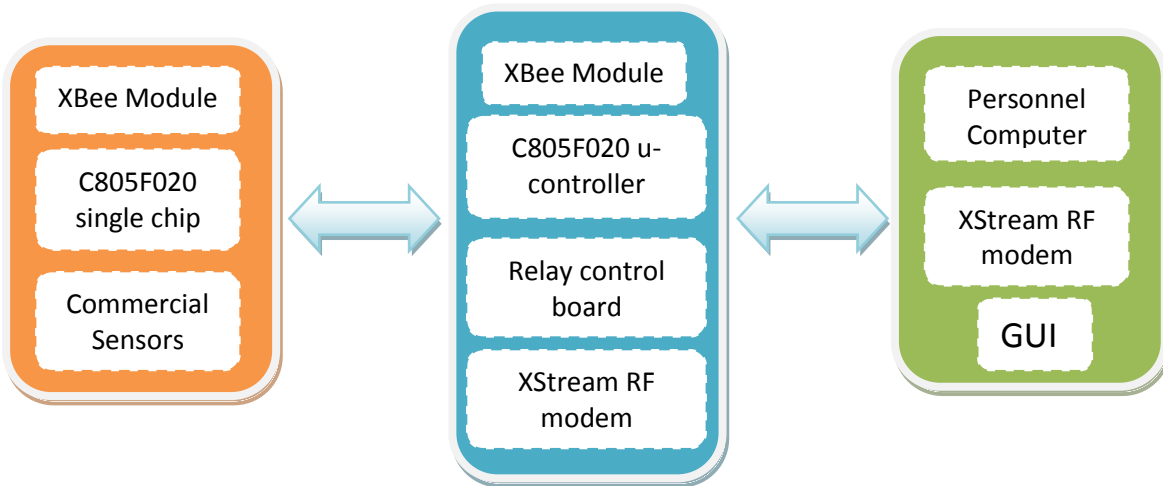 XBee Module
C805F020
single chip
Commercial
Sensors
XBee Module
C805F020 u-
controller
Relay control
board
XStream RF
modem
Personnel
Computer
XStream RF
modem
GUI